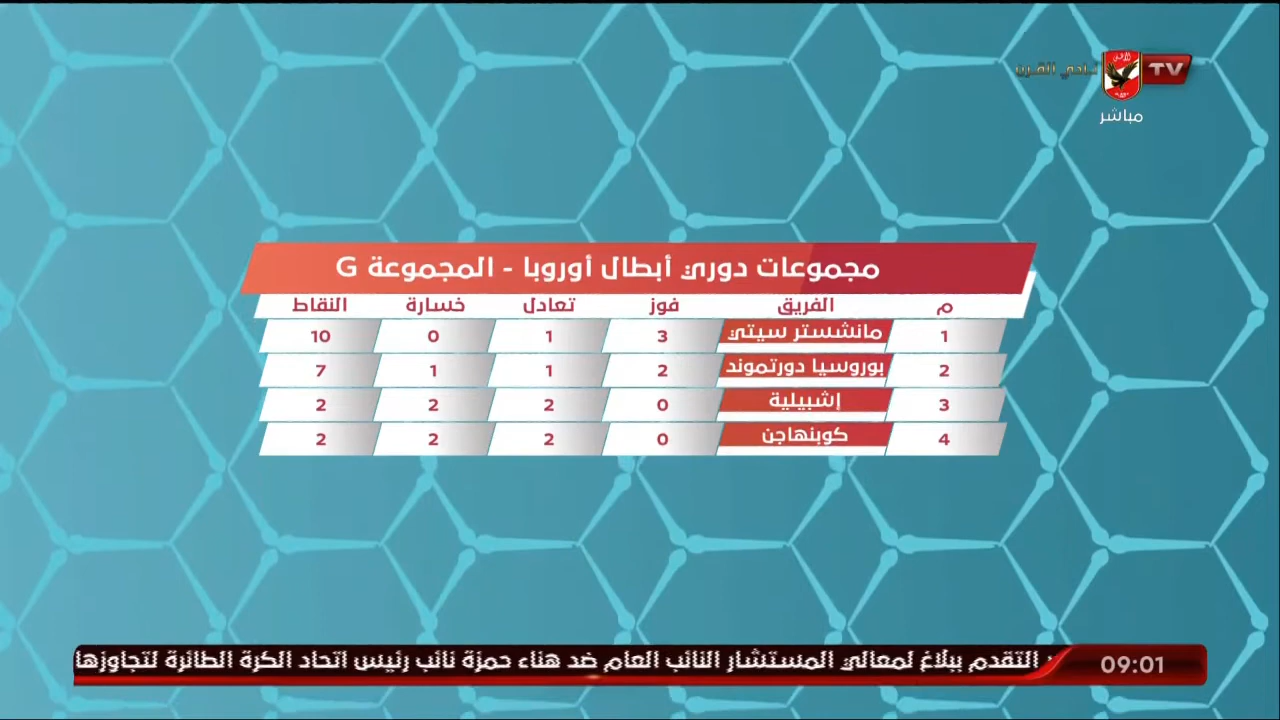 نادي القرن TV
مباشر
مجموعات دوري أبطال أوروبا - المجموعة G
م الفريق فوز تعادل خسارة النقاط
1 مانشستر سيتي 3 1 0 10
2 بوروسيا دورتموند 2 1 1 7
3 إشبيلية 0 2 2 2
4 كوبنهاجن 0 2 2 2
09:01 التقدم ببلاغ لمعالي المستشار النائب العام ضد هناء حمزة نائب رئيس اتحاد الكرة الطائرة لتجاوزها